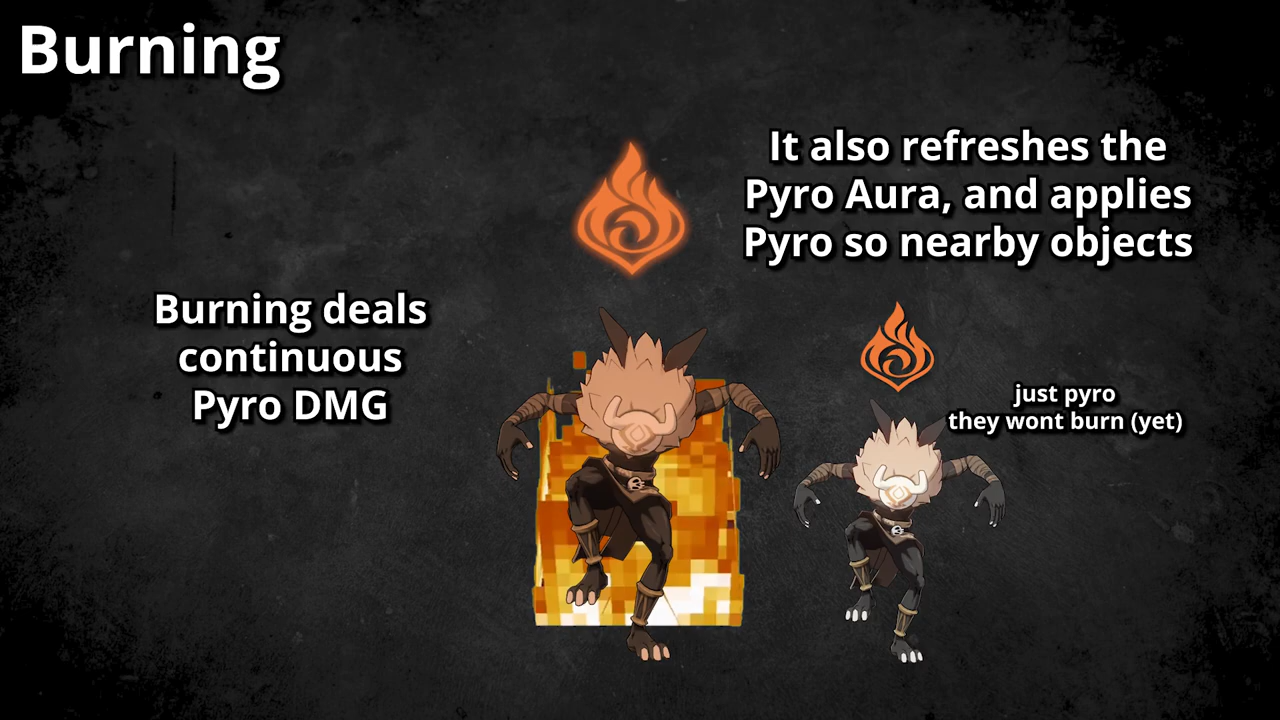 Burning
It also refreshes the
Pyro Aura, and applies
Pyro so nearby objects
Burning deals
continuous
Pyro DMG
just pyro
they wont burn (yet)